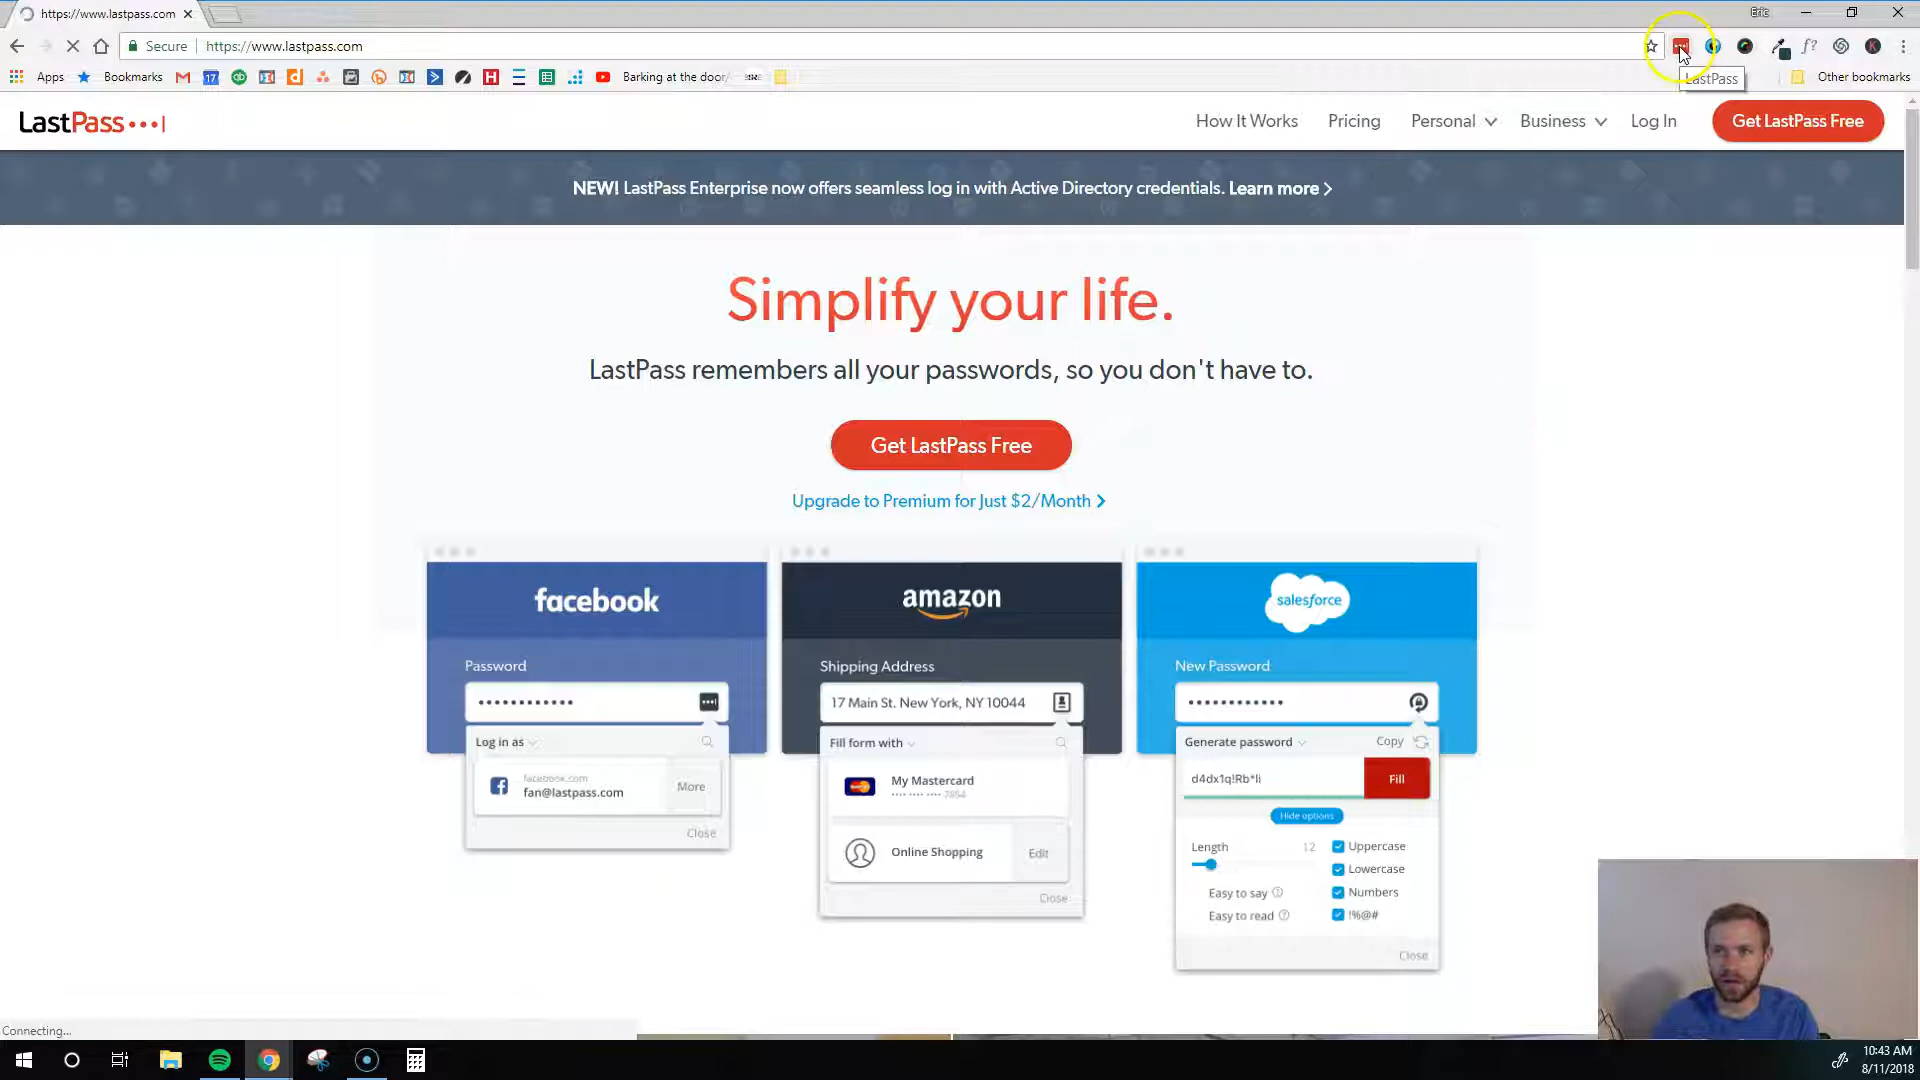 https://www.lastpass.com
Eric
Secure
https://www.lastpass.com
Apps
Bookmarks
Barking at the door/
Other bookmarks
LastPass
LastPass
How It Works
Pricing
Personal
Business
Log In
Get LastPass Free
NEW! LastPass Enterprise now offers seamless log in with Active Directory credentials. Learn more >
Simplify your life.
LastPass remembers all your passwords, so you don't have to.
Get LastPass Free
Upgrade to Premium for Just $2/Month >
facebook
Password
Log in as
facebook.com
fan@lastpass.com
More
Close
amazon
Shipping Address
17 Main St. New York, NY 10044
Fill form with
My Mastercard
7854
Online Shopping
Edit
Close
salesforce
New Password
Generate password
Copy
d4dx1q!Rb*li
Fill
Hide options
Length
12
Uppercase
Lowercase
Easy to say
Numbers
Easy to read
!%@#
Close
Connecting...
10:43 AM
8/11/2018